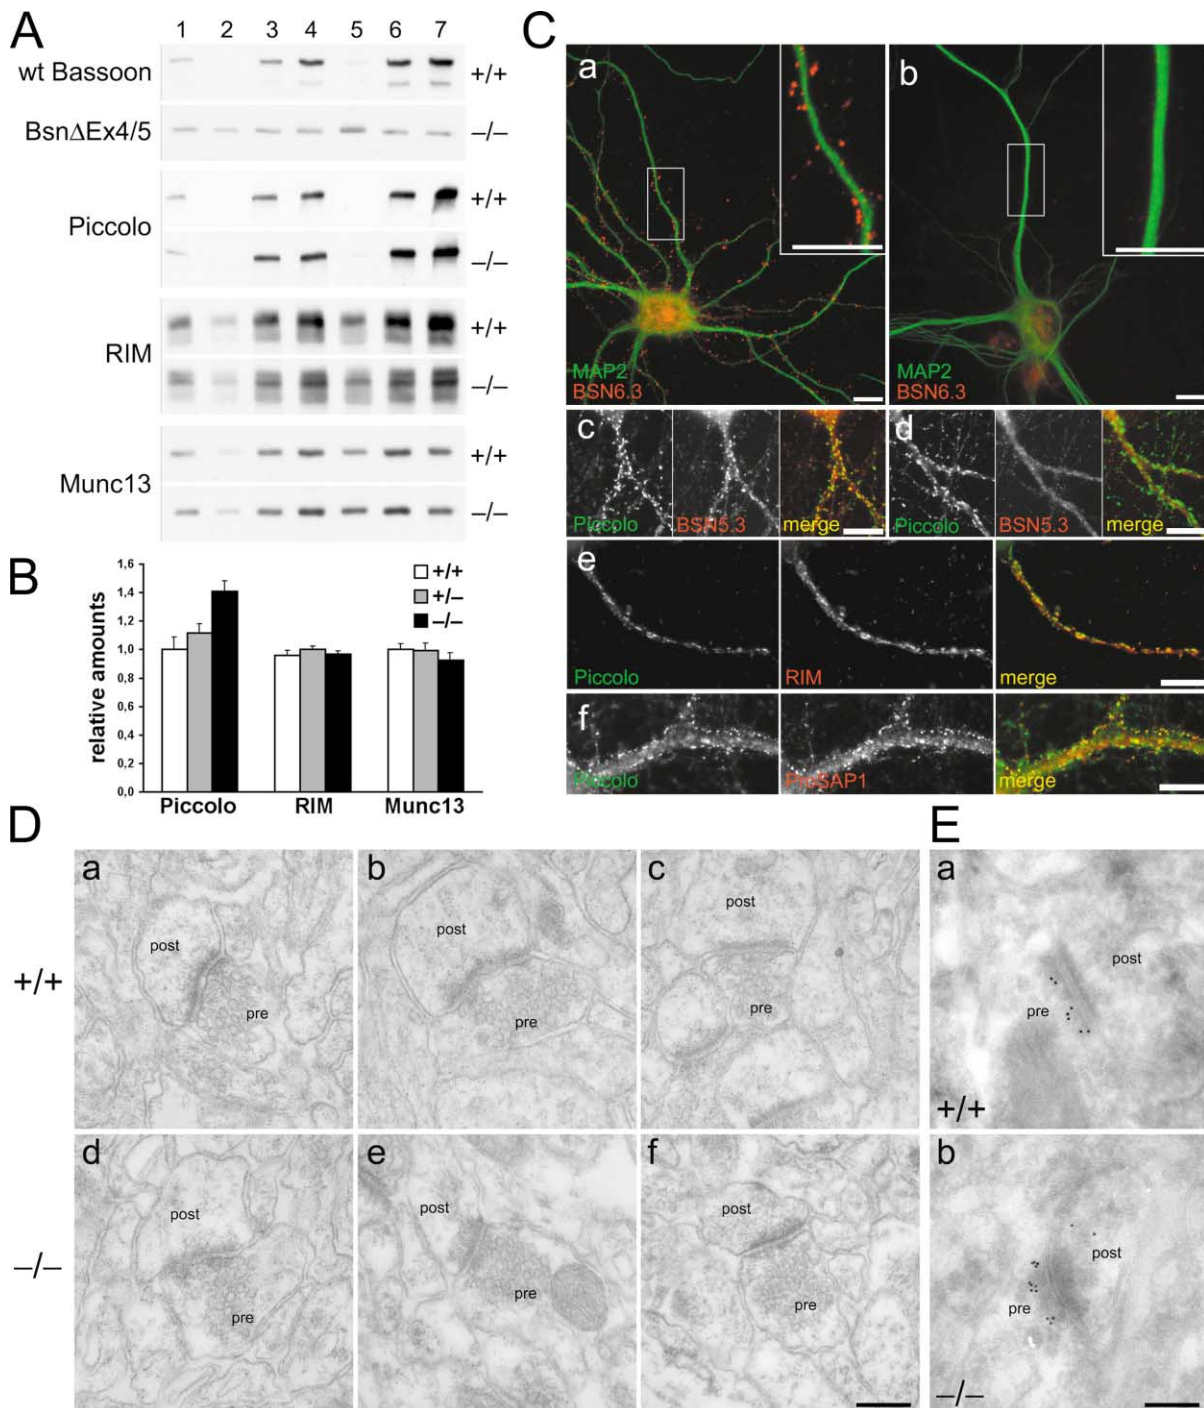 A
1 2 3 4 5 6 7
wt Bassoon
+/+
BsnΔEx4/5
–/–
Piccolo
+/+
–/–
RIM
+/+
–/–
Munc13
+/+
–/–
B
relative amounts
1,6
1,4
1,2
1,0
0,8
0,6
0,4
0,2
0,0
+/+
+/–
–/–
Piccolo RIM Munc13
C
a
MAP2
BSN6.3
b
MAP2
BSN6.3
c
Piccolo BSN5.3 merge
d
Piccolo BSN5.3 merge
e
Piccolo RIM merge
f
Piccolo ProSAP1 merge
D
+/+
a
post
pre
b
post
pre
c
post
pre
–/–
d
post
pre
e
post
pre
f
post
pre
E
a
post
pre
+/+
b
post
pre
–/–